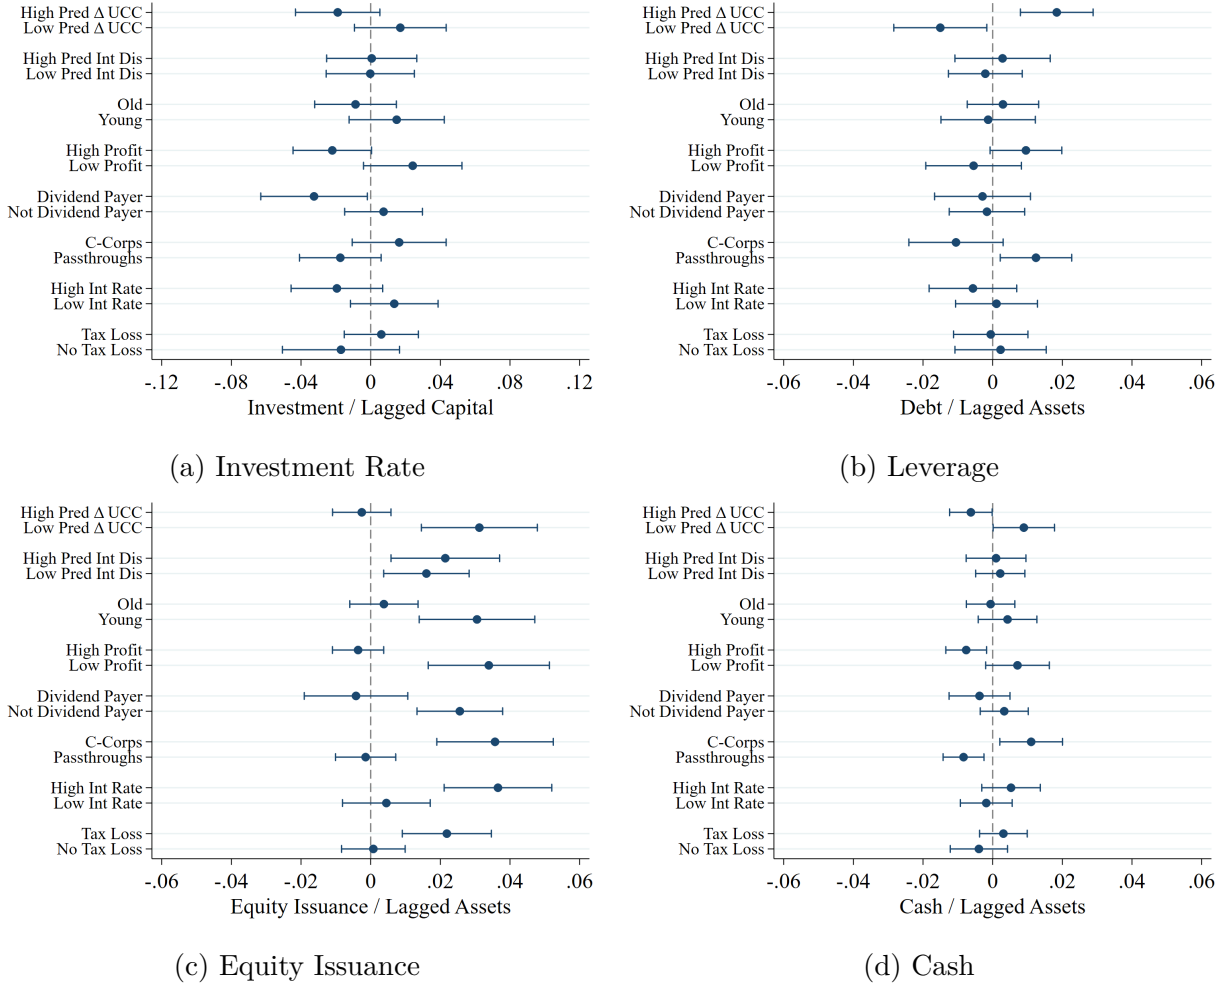 High Pred Δ UCC
Low Pred Δ UCC
High Pred Int Dis
Low Pred Int Dis
Old
Young
High Profit
Low Profit
Dividend Payer
Not Dividend Payer
C-Corps
Passthroughs
High Int Rate
Low Int Rate
Tax Loss
No Tax Loss
-.12 -.08 -.04 0 .04 .08 .12
Investment / Lagged Capital
(a) Investment Rate
High Pred Δ UCC
Low Pred Δ UCC
High Pred Int Dis
Low Pred Int Dis
Old
Young
High Profit
Low Profit
Dividend Payer
Not Dividend Payer
C-Corps
Passthroughs
High Int Rate
Low Int Rate
Tax Loss
No Tax Loss
-.06 -.04 -.02 0 .02 .04 .06
Debt / Lagged Assets
(b) Leverage
High Pred Δ UCC
Low Pred Δ UCC
High Pred Int Dis
Low Pred Int Dis
Old
Young
High Profit
Low Profit
Dividend Payer
Not Dividend Payer
C-Corps
Passthroughs
High Int Rate
Low Int Rate
Tax Loss
No Tax Loss
-.06 -.04 -.02 0 .02 .04 .06
Equity Issuance / Lagged Assets
(c) Equity Issuance
High Pred Δ UCC
Low Pred Δ UCC
High Pred Int Dis
Low Pred Int Dis
Old
Young
High Profit
Low Profit
Dividend Payer
Not Dividend Payer
C-Corps
Passthroughs
High Int Rate
Low Int Rate
Tax Loss
No Tax Loss
-.06 -.04 -.02 0 .02 .04 .06
Cash / Lagged Assets
(d) Cash